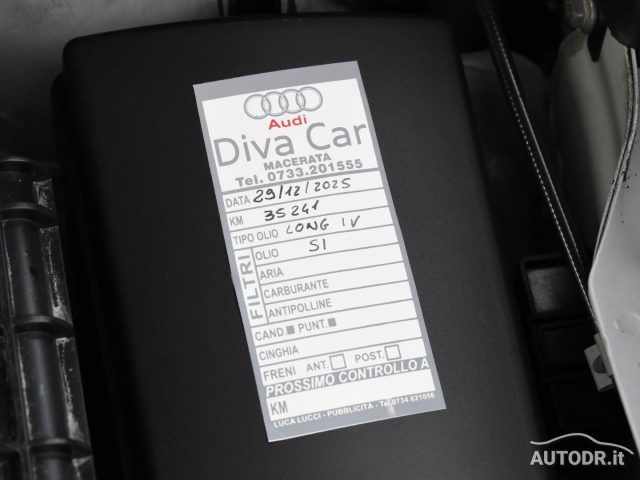 Audi
Diva Car
MACERATA
Tel. 0733.201555
DATA 29/12/2025
KM 35241
TIPO OLIO LONG IV
FILTRI
OLIO SI
ARIA
CARBURANTE
ANTIPOLLINE
CAND. PUNT.
CINGHIA
FRENI ANT. POST.
PROSSIMO CONTROLLO A
KM
LUCA LUCCI - PUBBLICITÀ - Tel.0734 621056
AUTODR.it